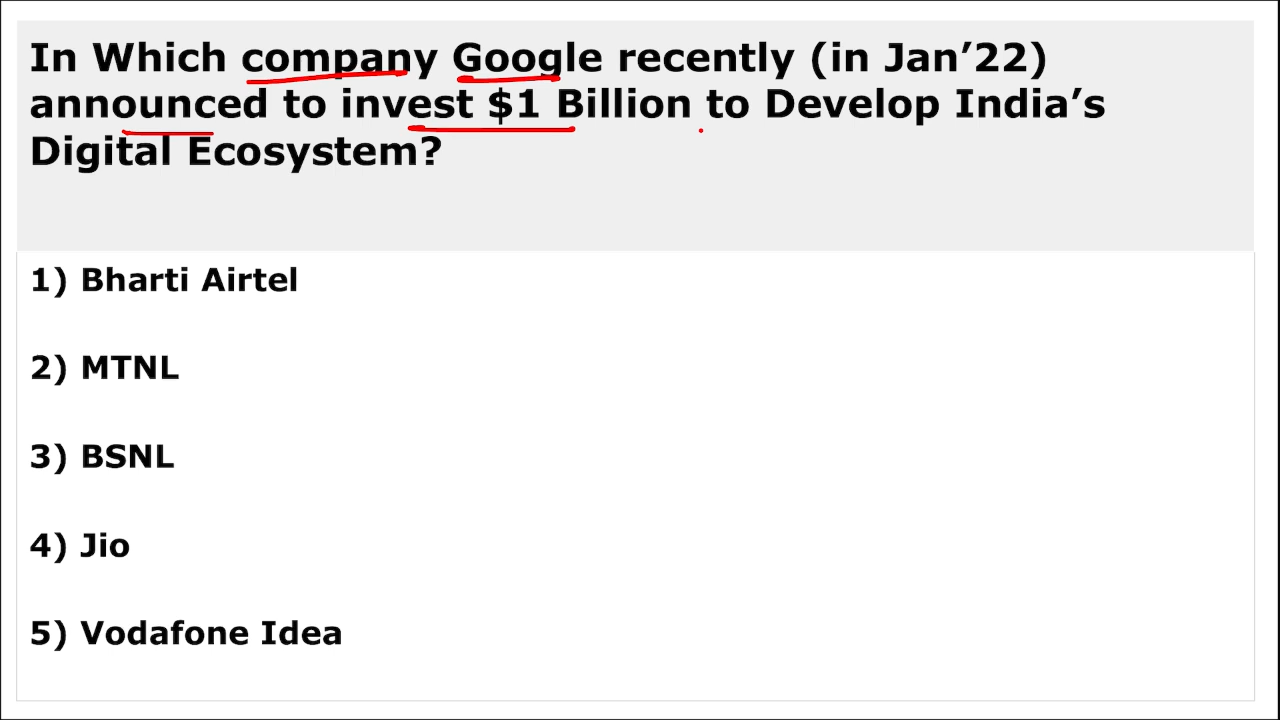 In Which company Google recently (in Jan’22)
announced to invest $1 Billion to Develop India’s
Digital Ecosystem?
1) Bharti Airtel
2) MTNL
3) BSNL
4) Jio
5) Vodafone Idea